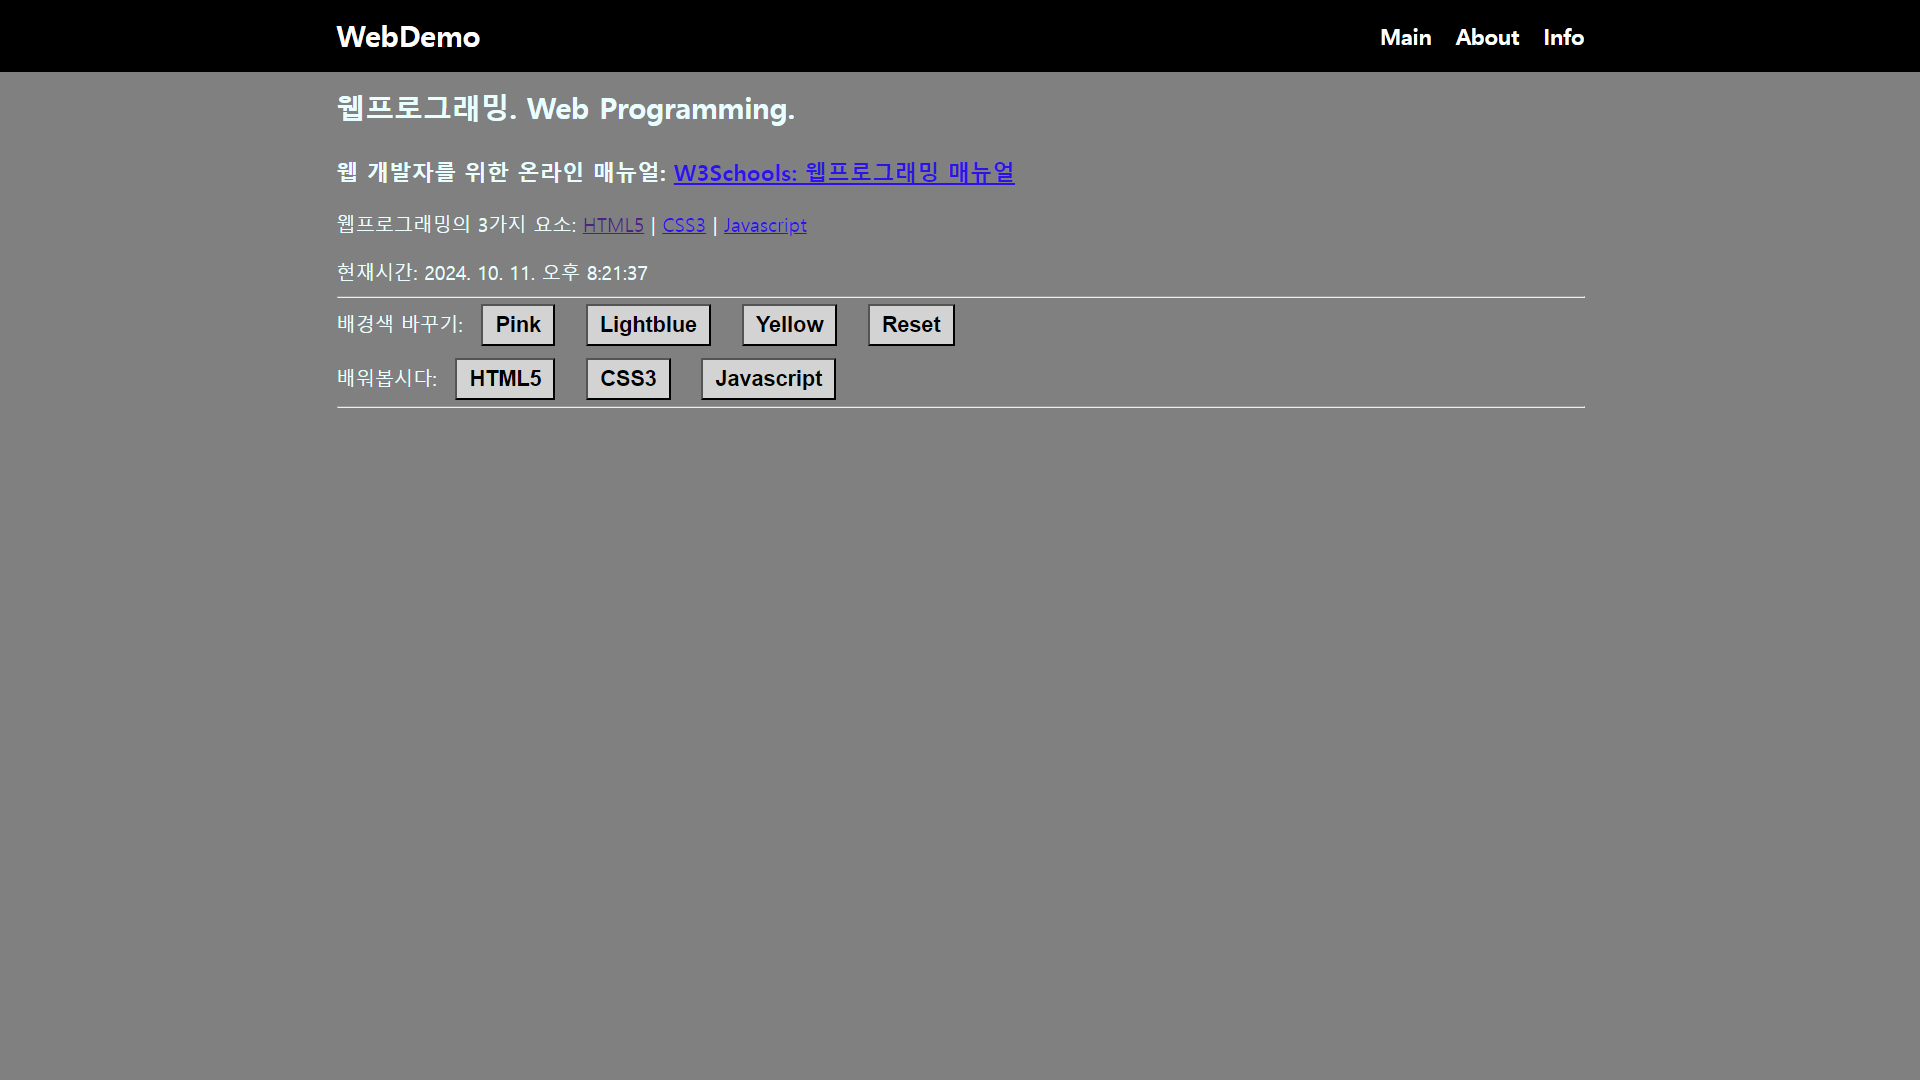 WebDemo Main About Info
웹프로그래밍. Web Programming.
웹 개발자를 위한 온라인 매뉴얼: W3Schools: 웹프로그래밍 매뉴얼
웹프로그래밍의 3가지 요소: HTML5 | CSS3 | Javascript
현재시간: 2024. 10. 11. 오후 8:21:37
배경색 바꾸기: Pink Lightblue Yellow Reset
배워봅시다: HTML5 CSS3 Javascript